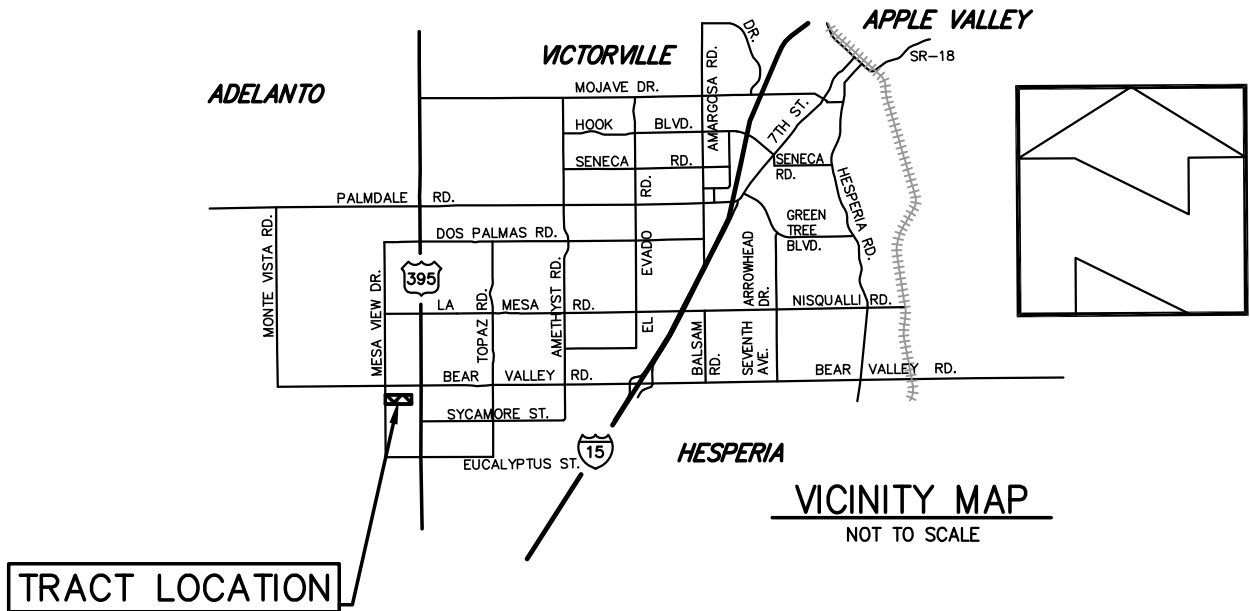 APPLE VALLEY
VICTORVILLE
ADELANTO
DR.
SR-18
MOJAVE DR.
AMARGOSA RD.
7TH ST.
HOOK BLVD.
SENECA RD.
SENECA
RD.
HESPERIA RD.
PALMDALE RD.
MONTE VISTA RD.
DOS PALMAS RD.
GREEN
TREE
BLVD.
MESA VIEW DR.
395
TOPAZ RD.
AMETHYST RD.
EL EVADO RD.
ARROWHEAD
DR.
LA MESA RD.
NISQUALLI RD.
BALSAM
RD.
SEVENTH
AVE.
BEAR VALLEY RD.
BEAR VALLEY RD.
SYCAMORE ST.
EUCALYPTUS ST.
15
HESPERIA
VICINITY MAP
NOT TO SCALE
TRACT LOCATION